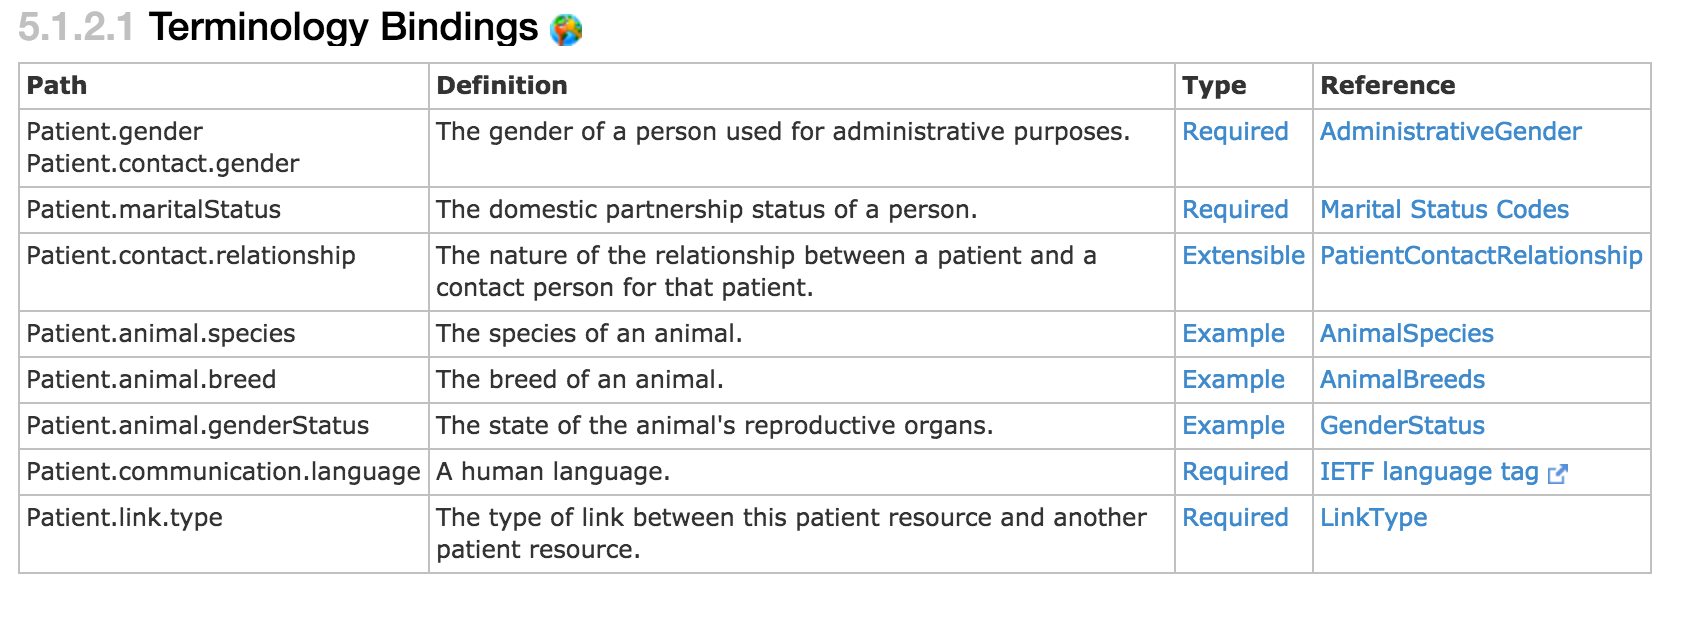 5.1.2.1 Terminology Bindings
Path Definition Type Reference
Patient.gender The gender of a person used for administrative purposes. Required AdministrativeGender
Patient.contact.gender
Patient.maritalStatus The domestic partnership status of a person. Required Marital Status Codes
Patient.contact.relationship The nature of the relationship between a patient and a Extensible PatientContactRelationship
contact person for that patient.
Patient.animal.species The species of an animal. Example AnimalSpecies
Patient.animal.breed The breed of an animal. Example AnimalBreeds
Patient.animal.genderStatus The state of the animal's reproductive organs. Example GenderStatus
Patient.communication.language A human language. Required IETF language tag
Patient.link.type The type of link between this patient resource and another Required LinkType
patient resource.